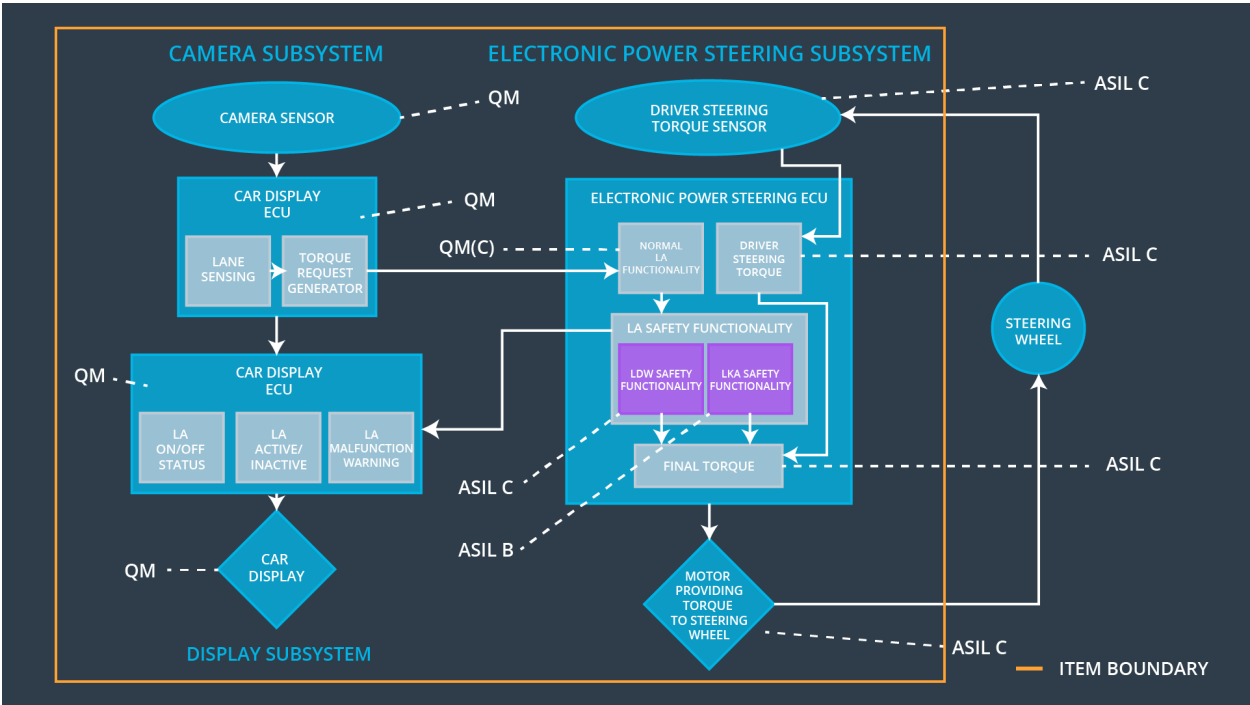 CAMERA SUBSYSTEM
ELECTRONIC POWER STEERING SUBSYSTEM
CAMERA SENSOR
QM
DRIVER STEERING
TORQUE SENSOR
ASIL C
CAR DISPLAY
ECU
QM
LANE
SENSING
TORQUE
REQUEST
GENERATOR
ELECTRONIC POWER STEERING ECU
QM(C)
NORMAL
LA
FUNCTIONALITY
DRIVER
STEERING
TORQUE
ASIL C
LA SAFETY FUNCTIONALITY
LDW SAFETY
FUNCTIONALITY
LKA SAFETY
FUNCTIONALITY
STEERING
WHEEL
QM
CAR DISPLAY
ECU
LA
ON/OFF
STATUS
LA
ACTIVE/
INACTIVE
LA
MALFUNCTION
WARNING
FINAL TORQUE
ASIL C
ASIL C
ASIL B
QM
CAR
DISPLAY
MOTOR
PROVIDING
TORQUE
TO STEERING
WHEEL
ASIL C
DISPLAY SUBSYSTEM
ITEM BOUNDARY